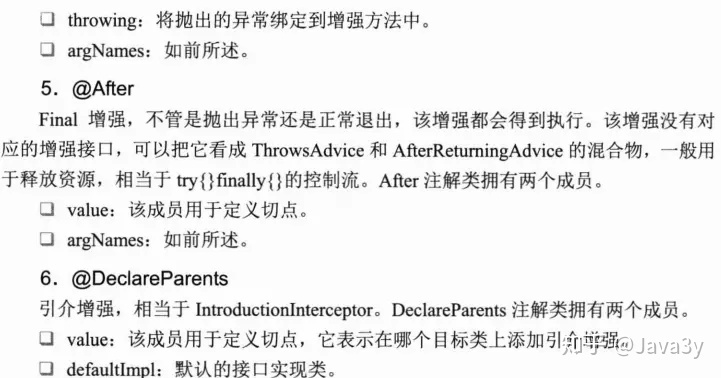 ❑ throwing：将抛出的异常绑定到增强方法中。
❑ argNames：如前所述。
5．@After
Final 增强，不管是抛出异常还是正常退出，该增强都会得到执行。该增强没有对
应的增强接口，可以把它看成 ThrowsAdvice 和 AfterReturningAdvice 的混合物，一般用
于释放资源，相当于 try{}finally{}的控制流。After 注解类拥有两个成员。
❑ value：该成员用于定义切点。
❑ argNames：如前所述。
6．@DeclareParents
引介增强，相当于 IntroductionInterceptor。DeclareParents 注解类拥有两个成员。
❑ value：该成员用于定义切点，它表示在哪个目标类上添加引介增强。
❑ defaultImpl：默认的接口实现类。
知乎 @Java3y